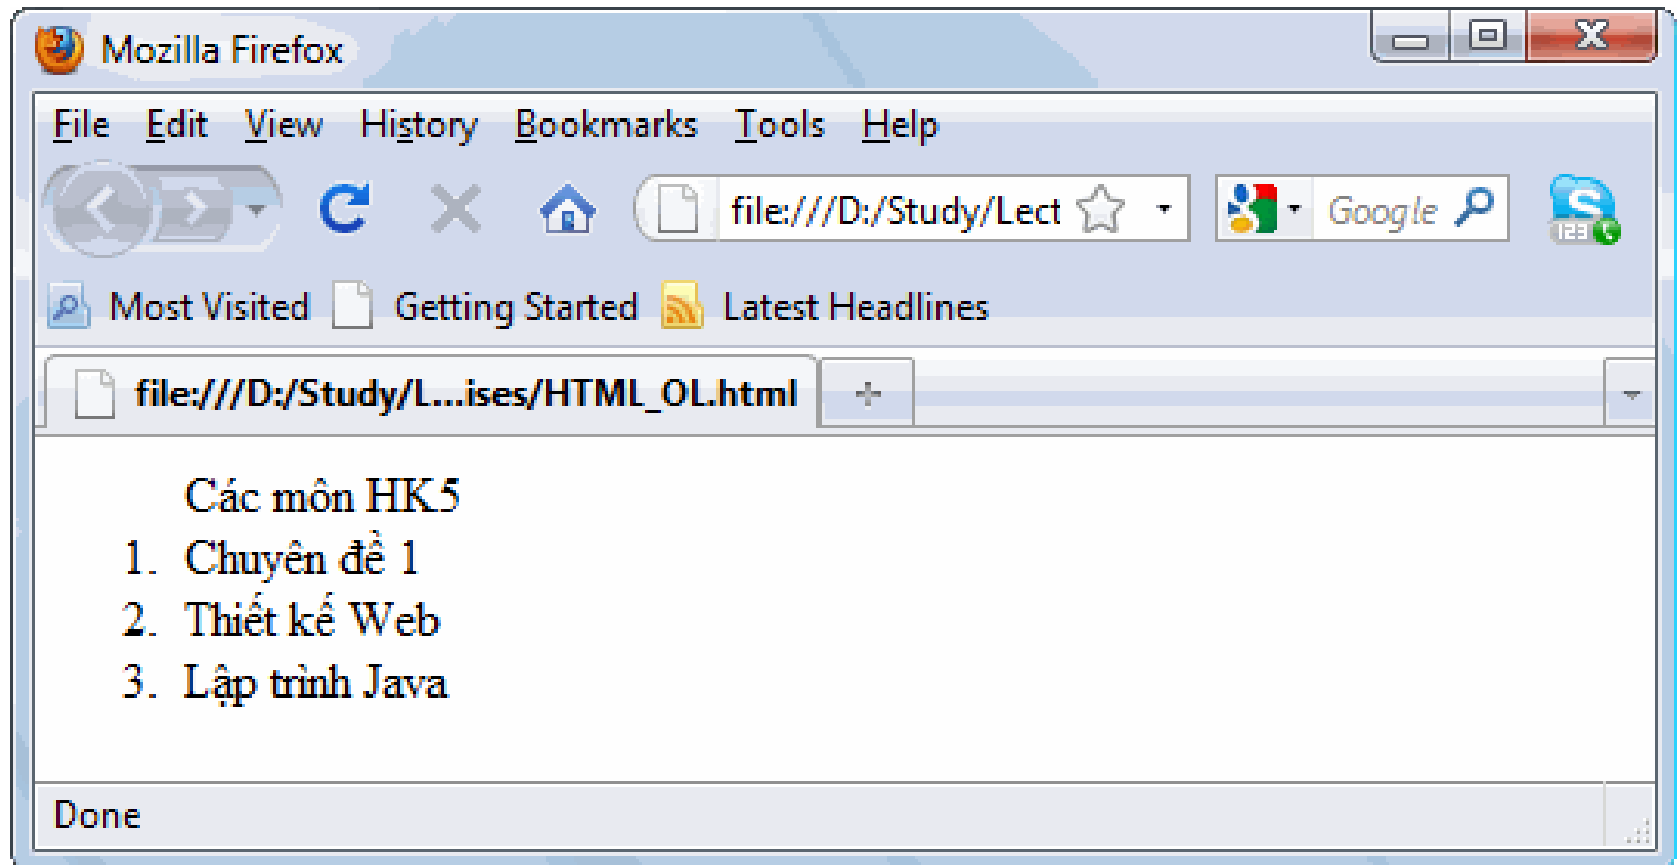 Mozilla Firefox
File Edit View History Bookmarks Tools Help
file:///D:/Study/Lect Google S 123
Most Visited Getting Started Latest Headlines
file:///D:/Study/L...ises/HTML_OL.html
Các môn HK5
1. Chuyên đề 1
2. Thiết kế Web
3. Lập trình Java
Done